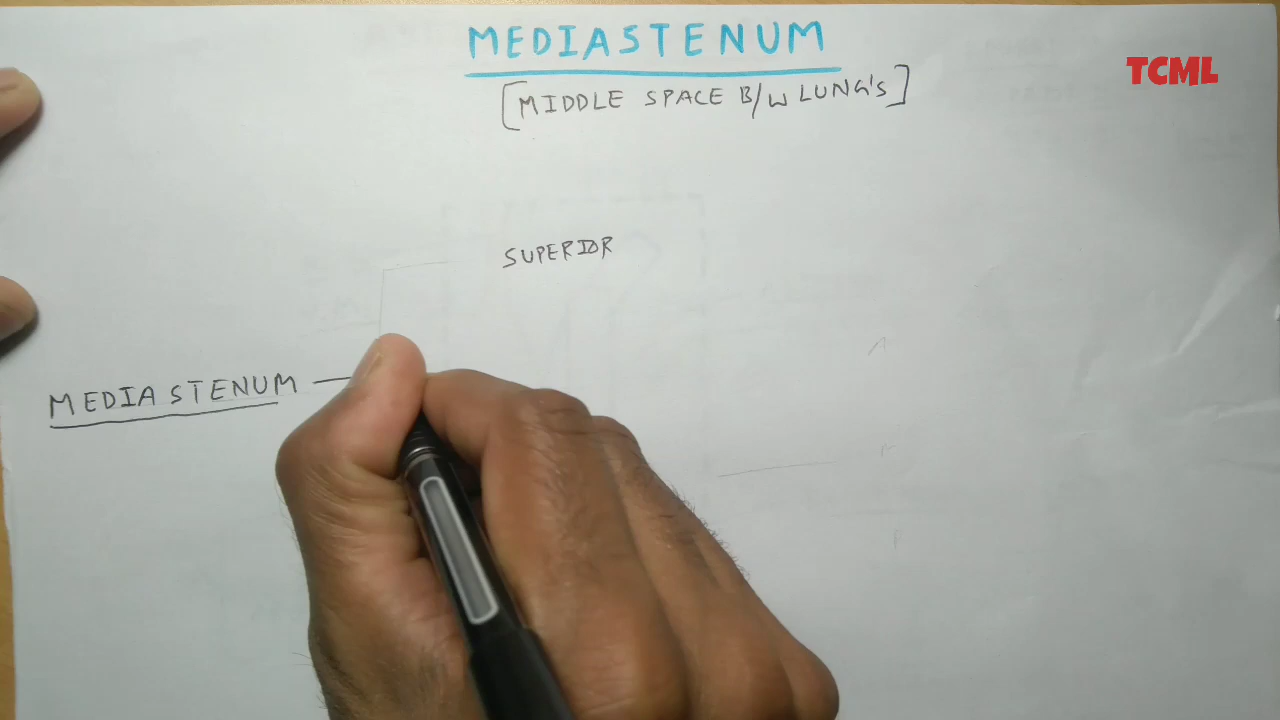 MEDIASTENUM
TCML
[MIDDLE SPACE B/W LUNG'S]
SUPERIOR
MEDIASTENUM